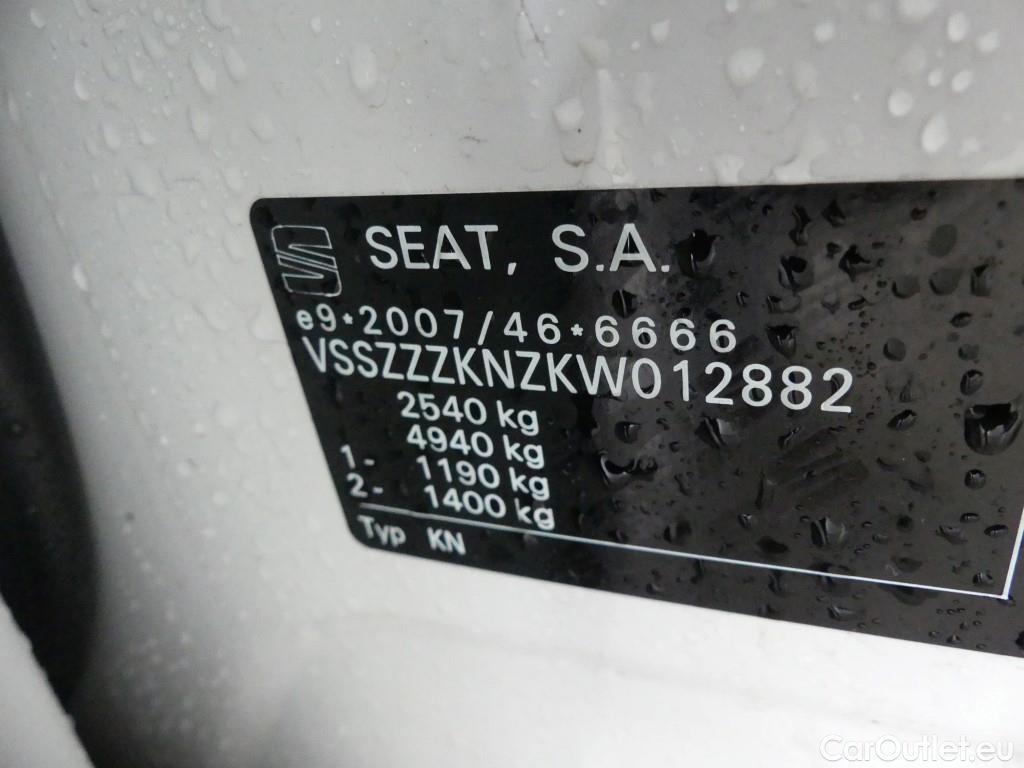 SEAT, S.A.
e9*2007/46*6666
VSSZZZKNZKW012882
2540 kg
4940 kg
1- 1190 kg
2- 1400 kg
Typ KN
CarOutlet.eu